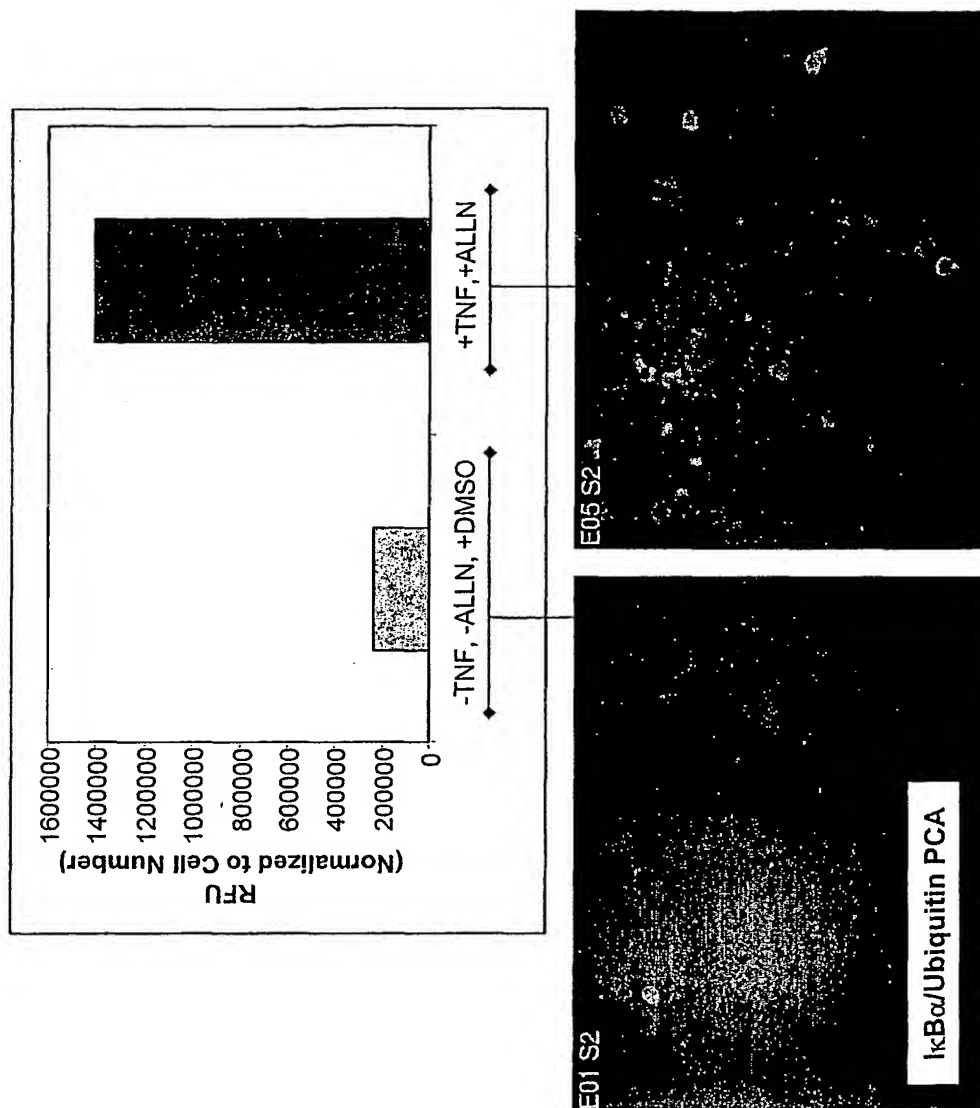 RFU
(Normalized to Cell Number)
1600000
1400000
1200000
1000000
800000
600000
400000
200000
0
-TNF, -ALLN, +DMSO
+TNF,+ALLN
E01 S2
E05 S2
IκBα/Ubiquitin PCA